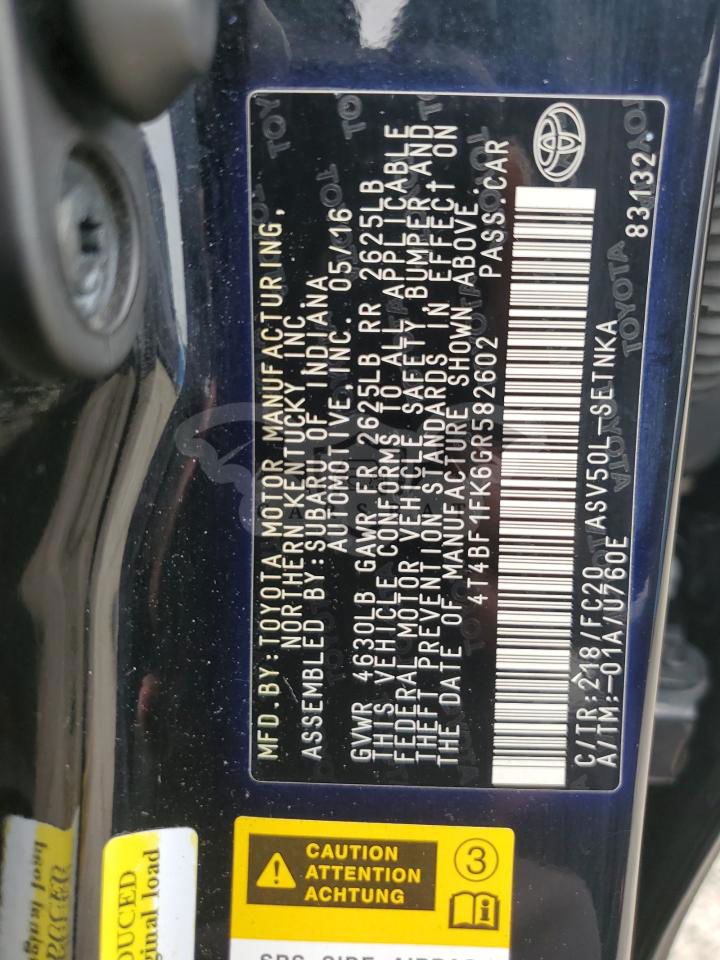 MFD.BY:TOYOTA MOTOR MANUFACTURING,
NORTHERN KENTUCKY INC.
ASSEMBLED BY:SUBARU OF INDIANA
AUTOMOTIVE INC. 05/16
GVWR 4630LB GAWR FR 2625LB RR 2625LB
THIS VEHICLE CONFORMS TO ALL APPLICABLE
FEDERAL MOTOR VEHICLE SAFETY, BUMPER AND
THEFT PREVENTION STANDARDS IN EFFECT ON
THE DATE OF MANUFACTURE SHOWN ABOVE.
4T4BF1FK6GR582602 PASS.CAR
C/TR:218/FC20 ASV50L-SETNKA
A/TM:-01A/U760E
83132
CAUTION
ATTENTION
ACHTUNG
3
DUCED
ginal load